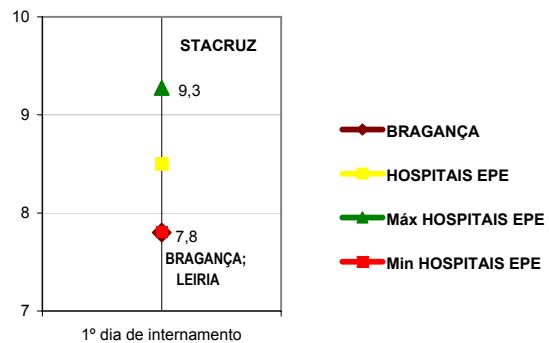 10
STACRUZ
9,3
9
8
7,8
BRAGANÇA;
LEIRIA
7
1º dia de internamento
BRAGANÇA
HOSPITAIS EPE
Máx HOSPITAIS EPE
Min HOSPITAIS EPE